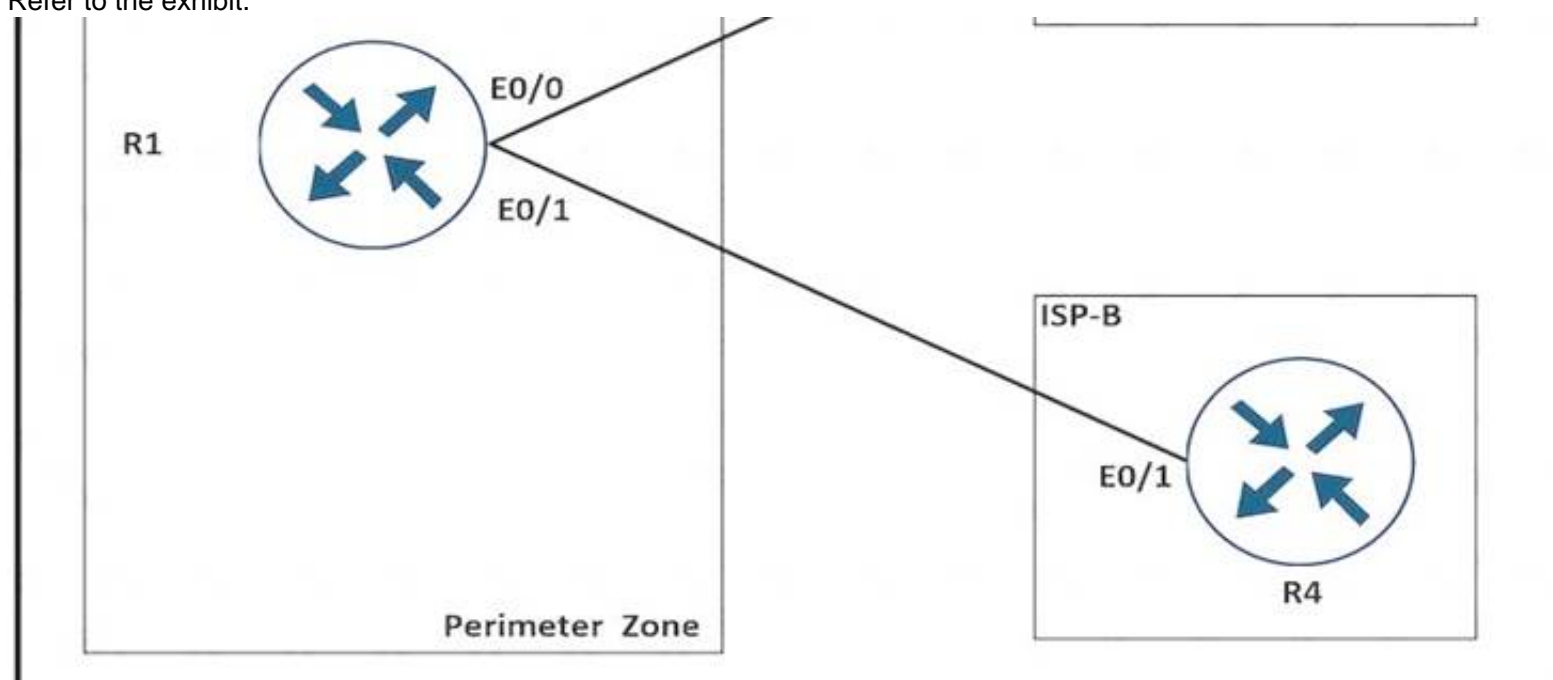 Refer to the exhibit.
E0/0
R1
E0/1
ISP-B
E0/1
R4
Perimeter Zone